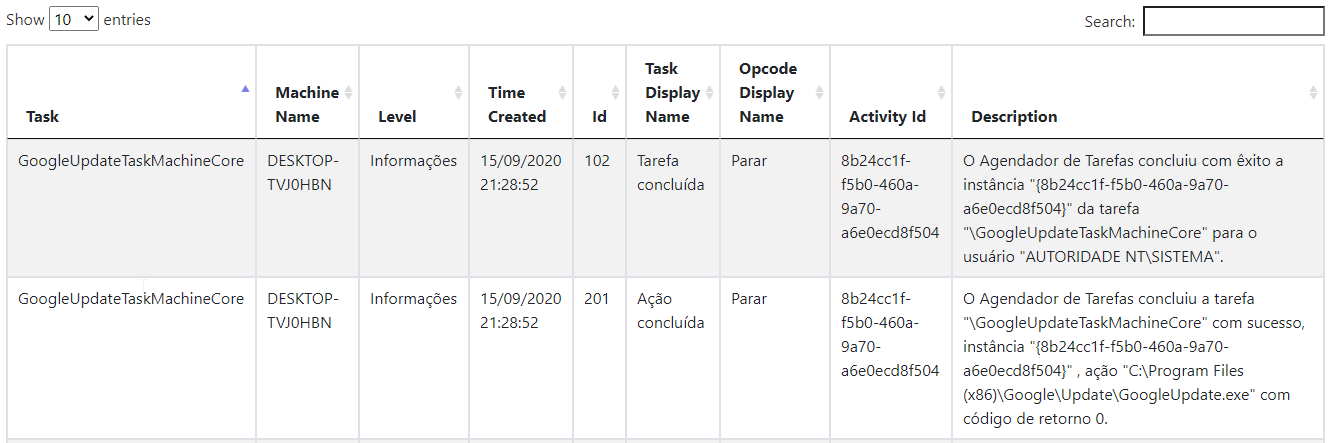 Show 10 entries
Search:
Task
Machine
Name
Level
Time
Created
Id
Task
Display
Name
Opcode
Display
Name
Activity Id
Description
GoogleUpdateTaskMachineCore
DESKTOP-
TVJ0HBN
Informações
15/09/2020
21:28:52
102
Tarefa
concluída
Parar
8b24cc1f-
f5b0-460a-
9a70-
a6e0ecd8f504
O Agendador de Tarefas concluiu com êxito a
instância "{8b24cc1f-f5b0-460a-9a70-
a6e0ecd8f504}" da tarefa
"\GoogleUpdateTaskMachineCore" para o
usuário "AUTORIDADE NT\SISTEMA".
GoogleUpdateTaskMachineCore
DESKTOP-
TVJ0HBN
Informações
15/09/2020
21:28:52
201
Ação
concluída
Parar
8b24cc1f-
f5b0-460a-
9a70-
a6e0ecd8f504
O Agendador de Tarefas concluiu a tarefa
"\GoogleUpdateTaskMachineCore" com sucesso,
instância "{8b24cc1f-f5b0-460a-9a70-
a6e0ecd8f504}" , ação "C:\Program Files
(x86)\Google\Update\GoogleUpdate.exe" com
código de retorno 0.